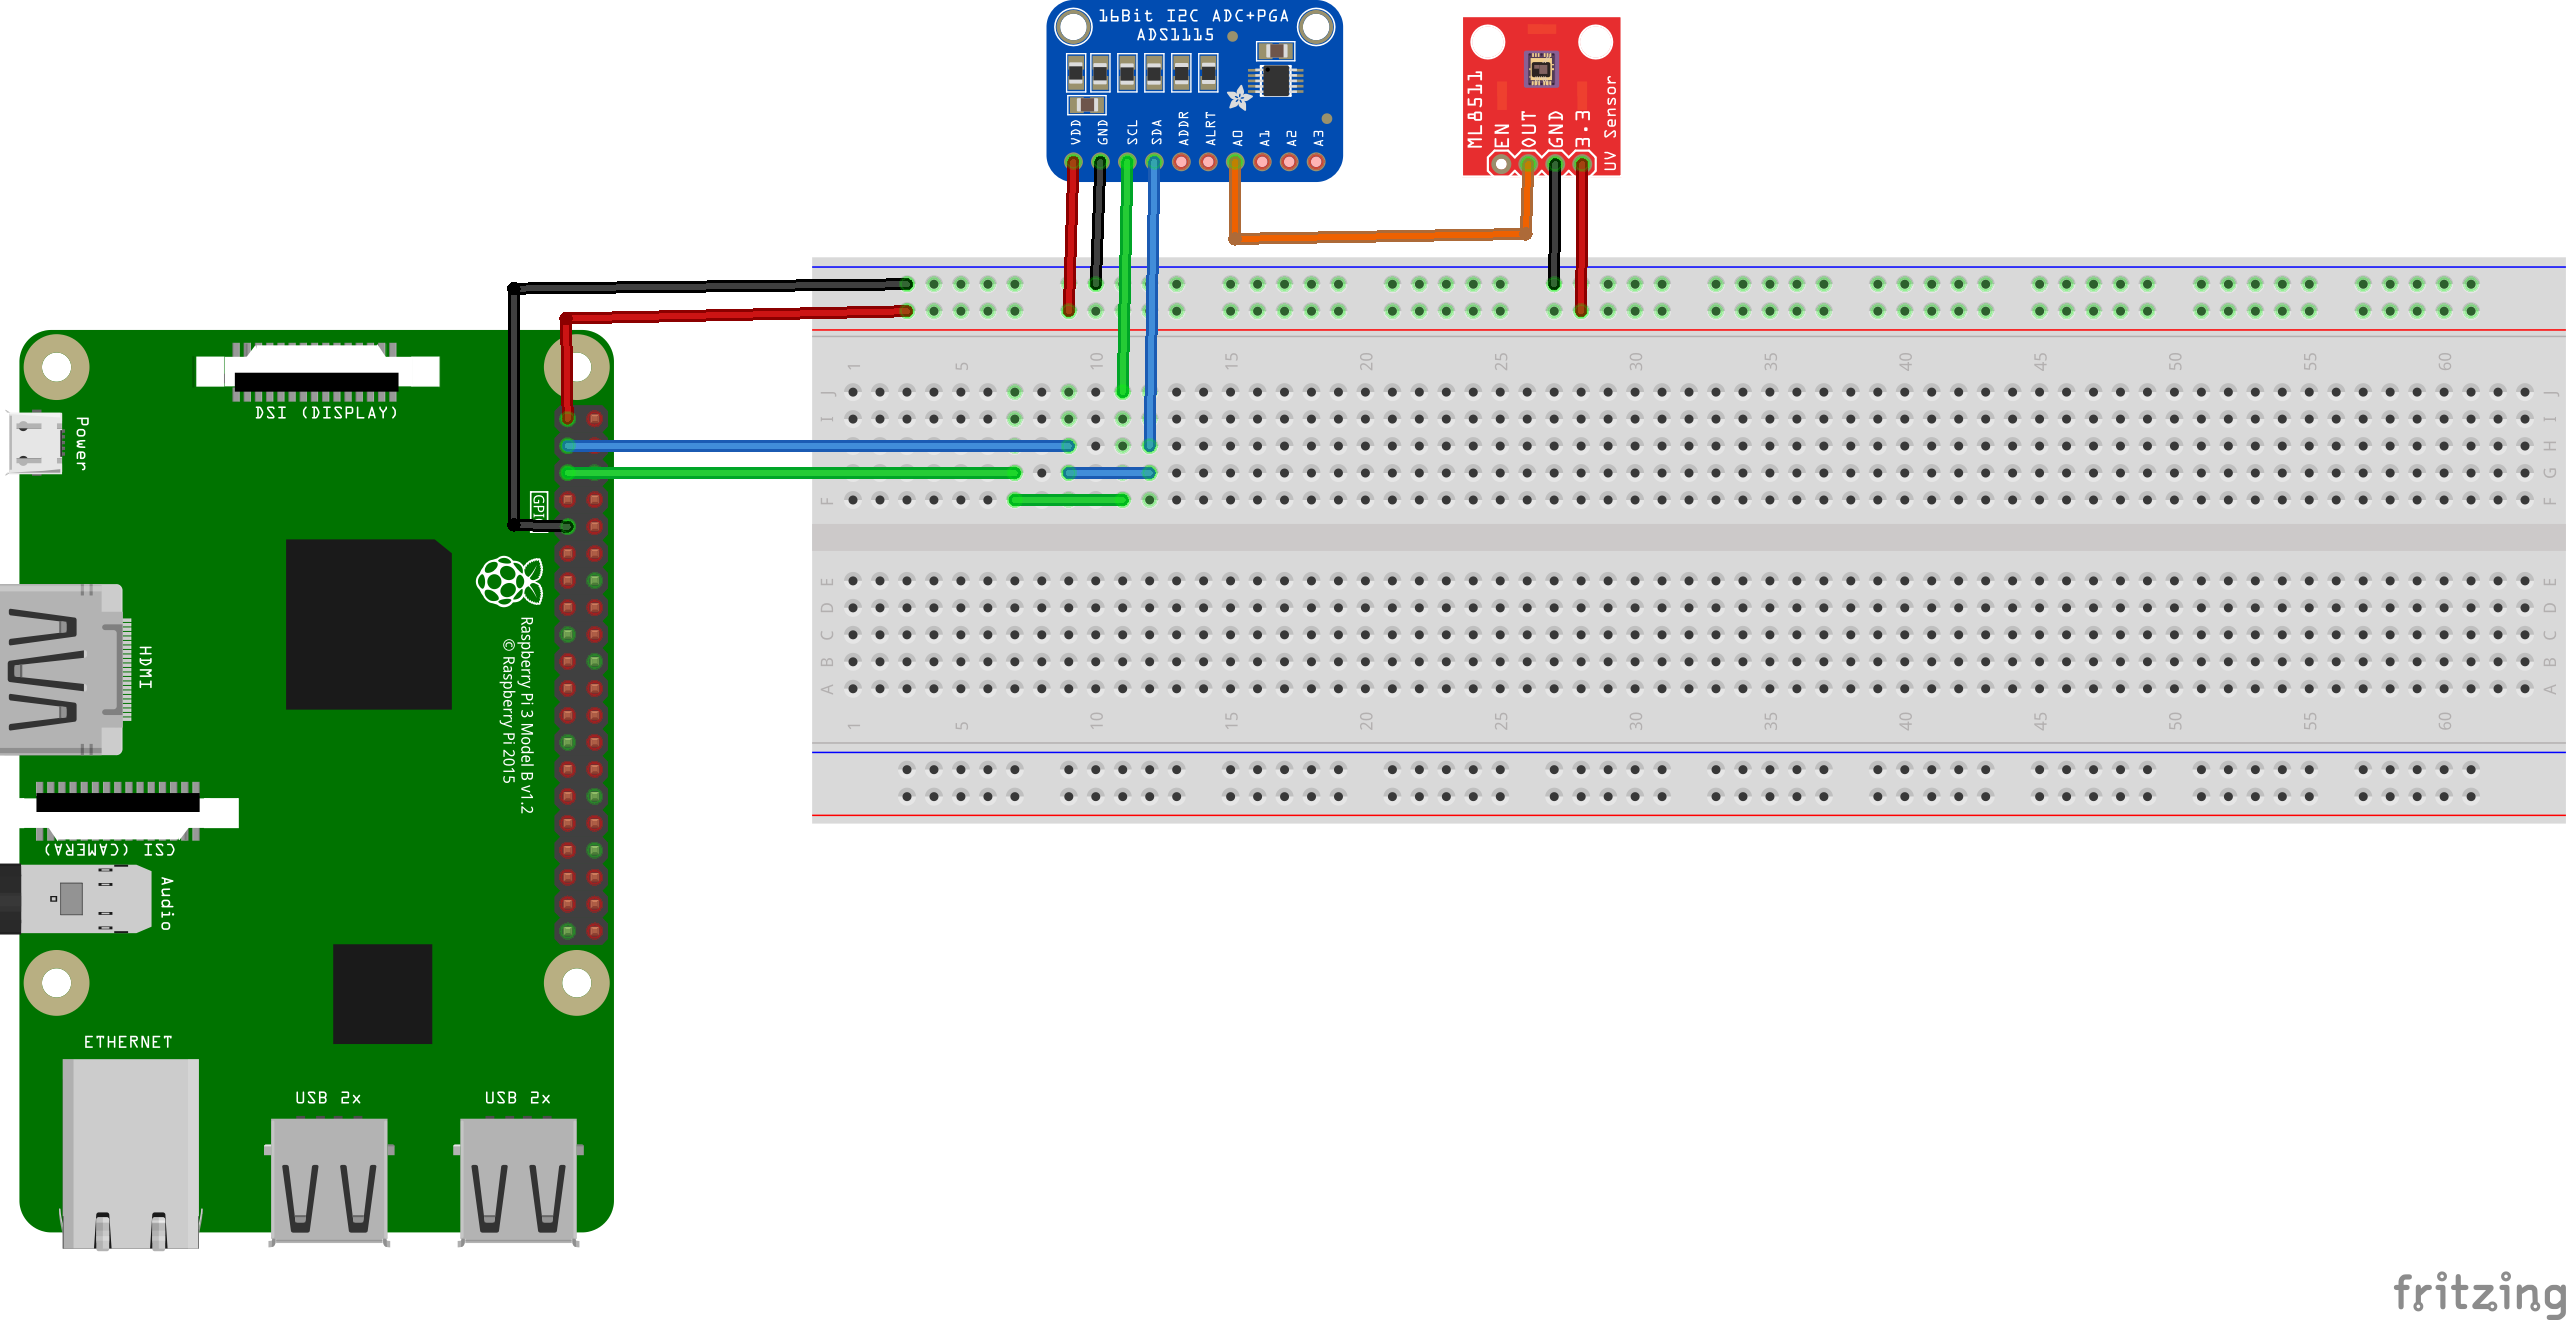 16Bit I2C ADC+PGA
ADS1115
VDD
GND
SCL
SDA
ADDR
ALRT
A0
A1
A2
A3
ML8511
EN
OUT
GND
3.3
UV Sensor
DSI (DISPLAY)
Power
HDMI
Raspberry Pi 3 Model B v1.2
© Raspberry Pi 2015
CSI (CAMERA)
Audio
ETHERNET
USB 2x
USB 2x
1 5 10 15 20 25 30 35 40 45 50 55 60
J J
I I
H H
G G
F F
E E
D D
C C
B B
A A
1 5 10 15 20 25 30 35 40 45 50 55 60
fritzing